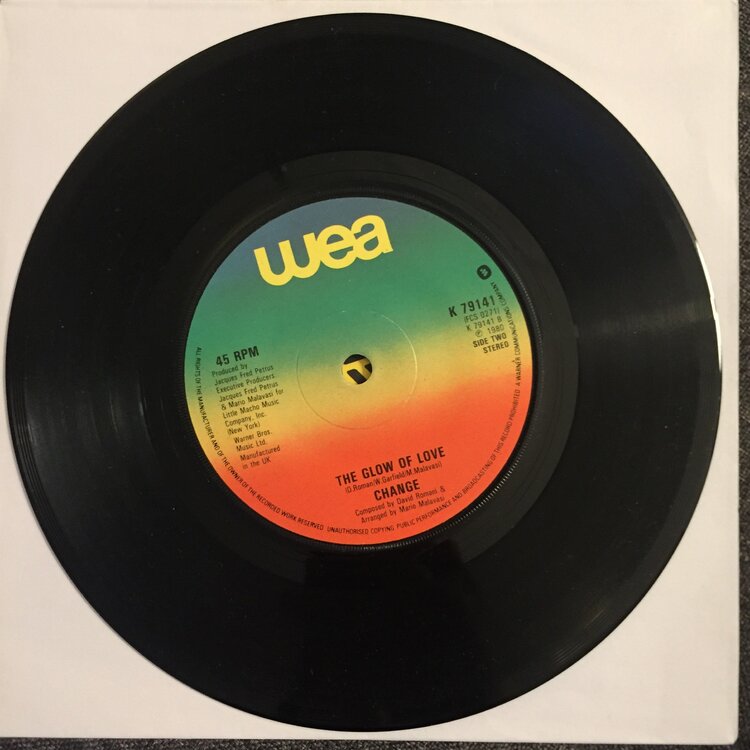 wea
K 79141
(FCS 0271)
K 79141 B
℗ 1980
SIDE TWO
STEREO
45 RPM
Produced by
Jacques Fred Petrus
Executive Producers
Jacques Fred Petrus
& Mario Malavasi for
Little Macho Music
Company, Inc.
(New York)
Warner Bros.
Music Ltd.
Manufactured
in the UK
THE GLOW OF LOVE
(D.Roman/W.Garfield/M.Malavasi)
CHANGE
Composed by David Romani &
Arranged by Mario Malavasi
ALL RIGHTS OF THE MANUFACTURER AND OF THE OWNER OF THE RECORDED WORK RESERVED UNAUTHORISED COPYING PUBLIC PERFORMANCE AND BROADCASTING OF THIS RECORD PROHIBITED A WARNER COMMUNICATIONS COMPANY